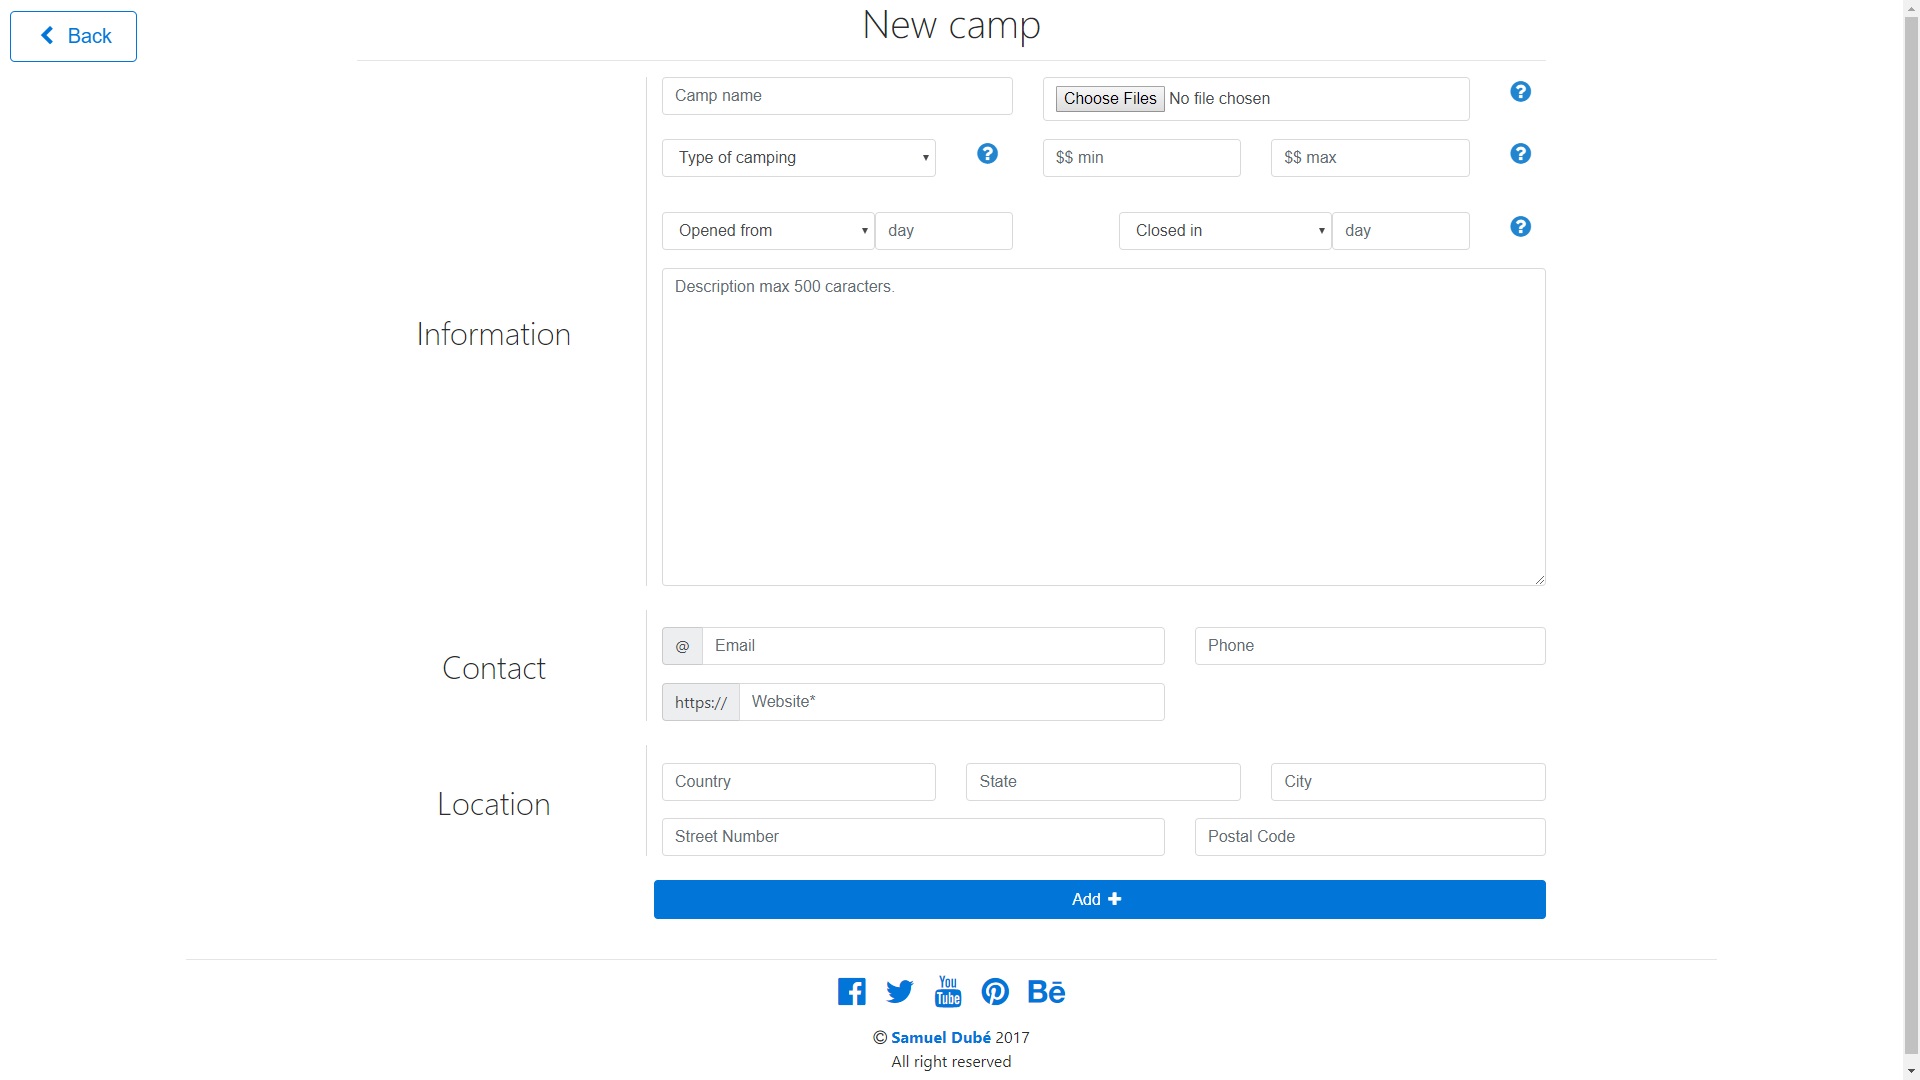 Back
New camp
Camp name
Choose Files No file chosen
?
Type of camping
?
$$ min
$$ max
?
Opened from
day
Closed in
day
?
Description max 500 caracters.
Information
Contact
@ Email
Phone
https:// Website*
Location
Country
State
City
Street Number
Postal Code
Add +
You
Tube
Bē
© Samuel Dubé 2017
All right reserved